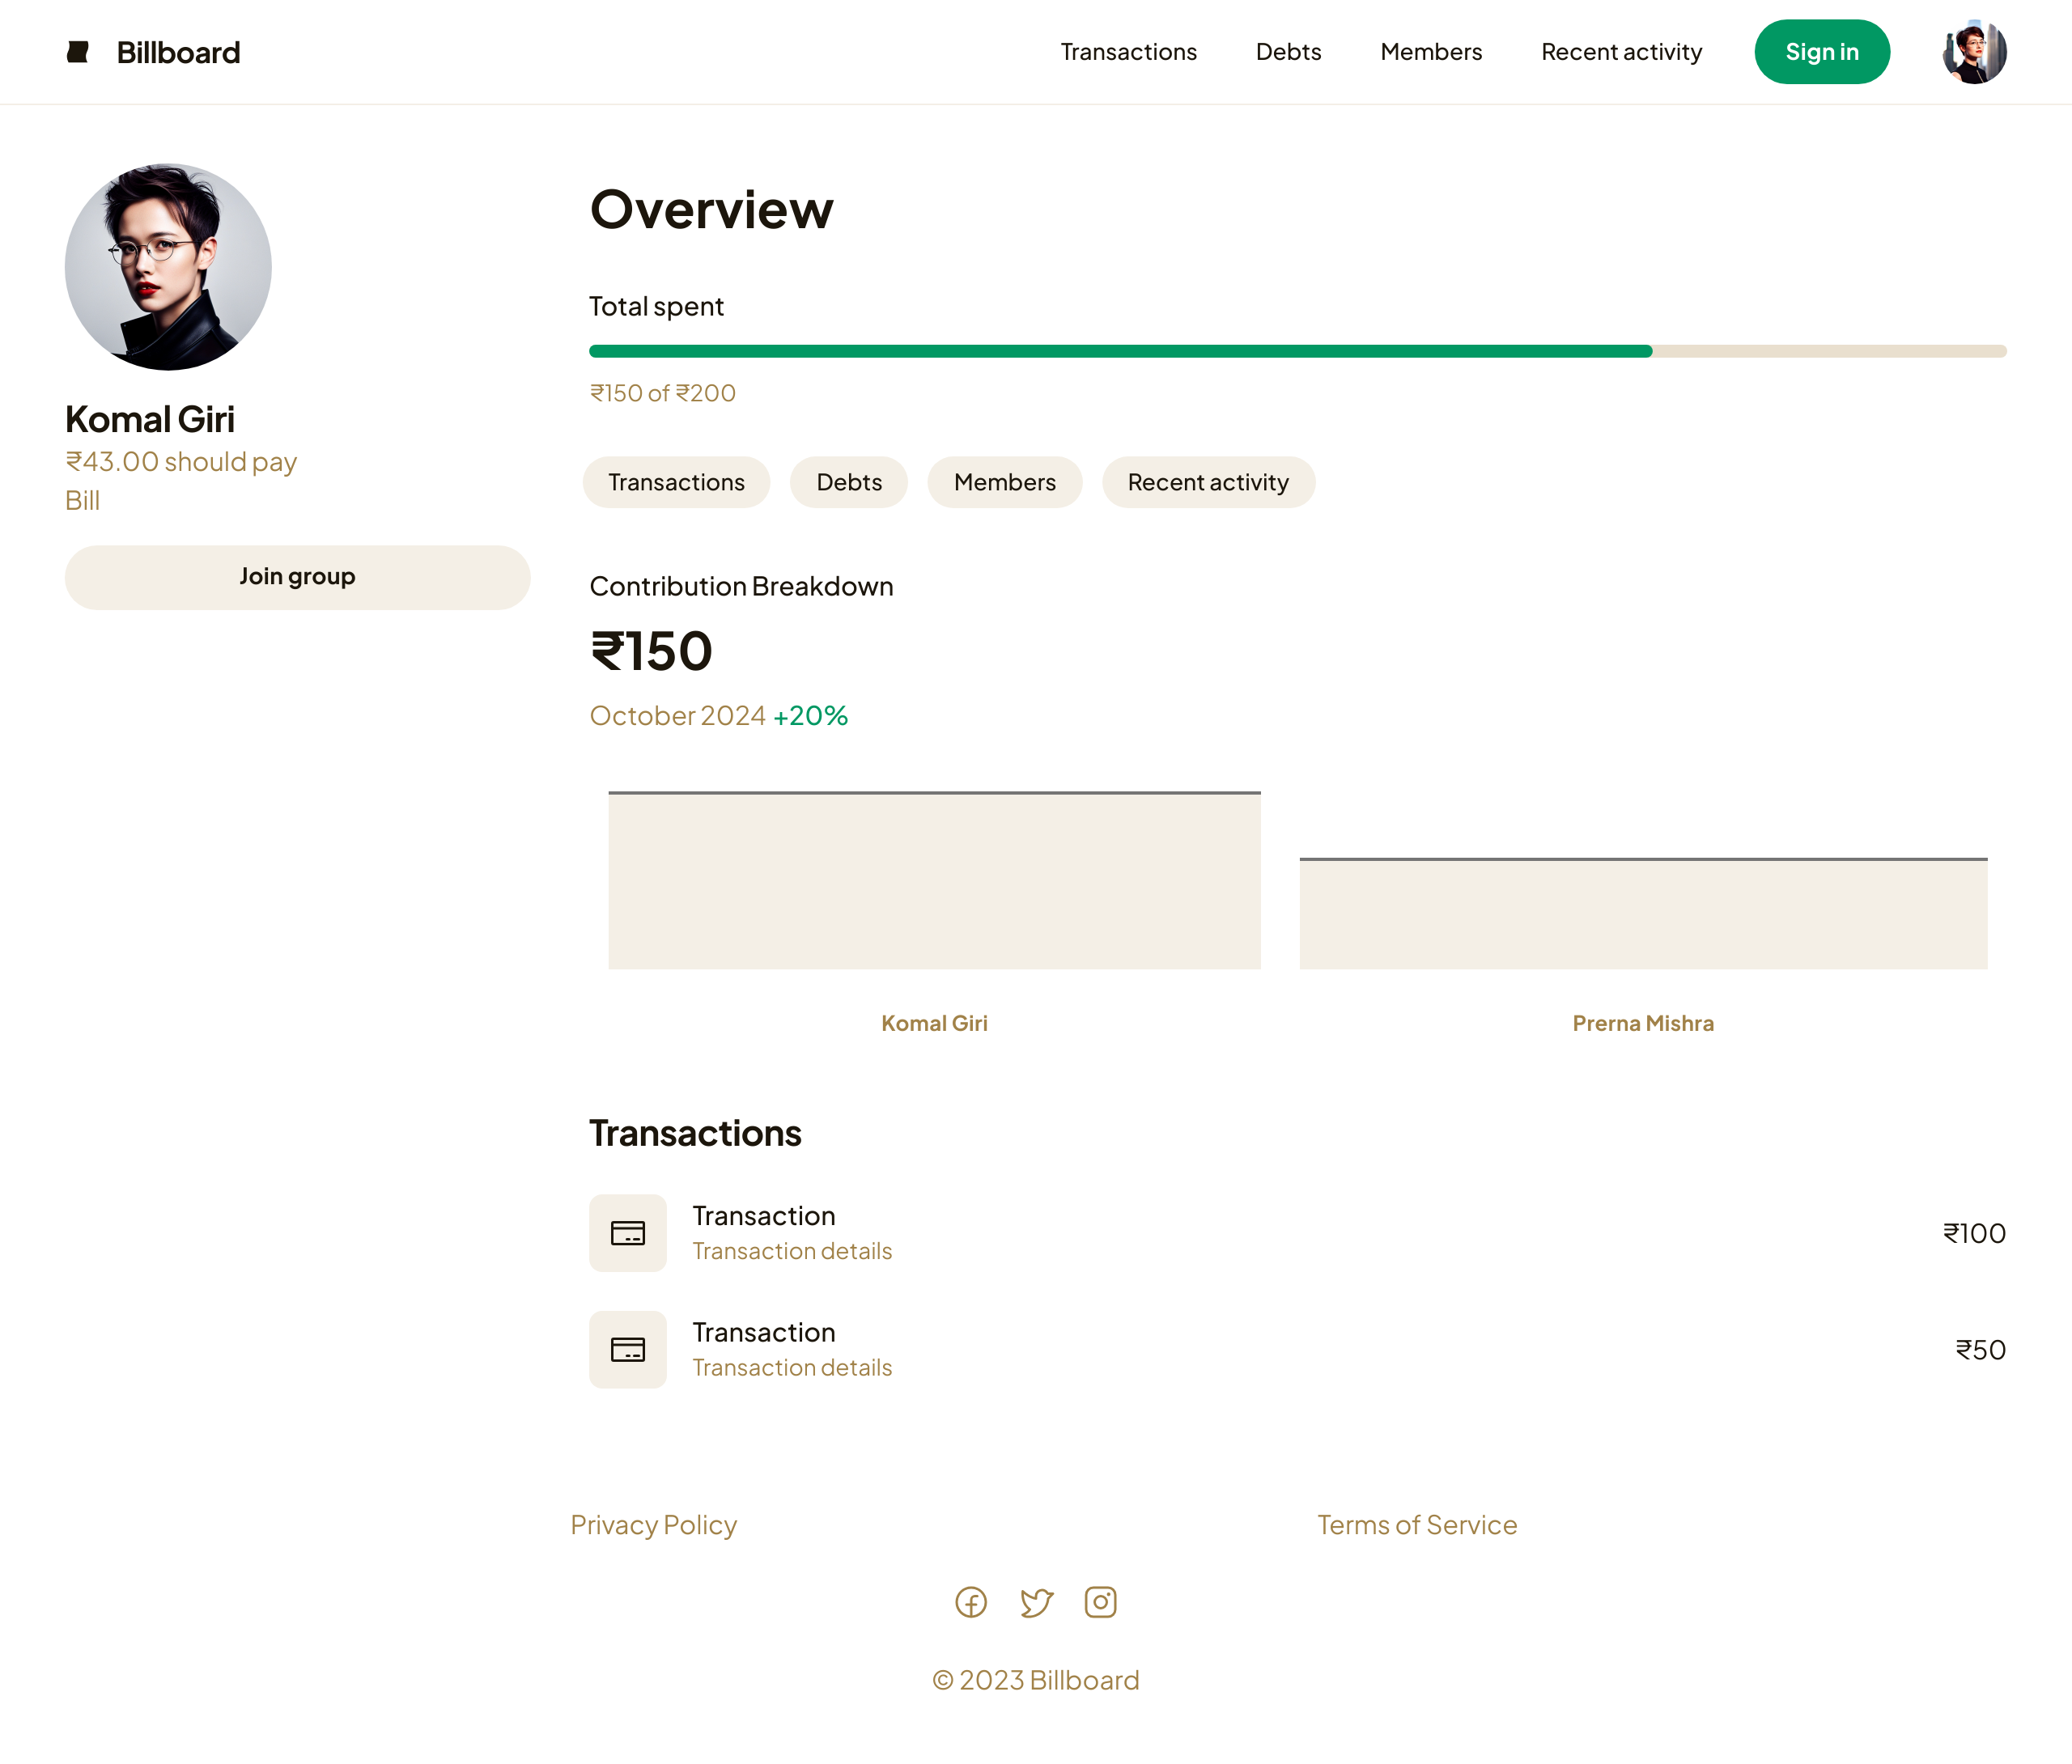 Billboard
Transactions Debts Members Recent activity Sign in
Komal Giri
₹43.00 should pay
Bill
Join group
Overview
Total spent
₹150 of ₹200
Transactions Debts Members Recent activity
Contribution Breakdown
₹150
October 2024 +20%
Komal Giri Prerna Mishra
Transactions
Transaction
Transaction details
₹100
Transaction
Transaction details
₹50
Privacy Policy Terms of Service
© 2023 Billboard